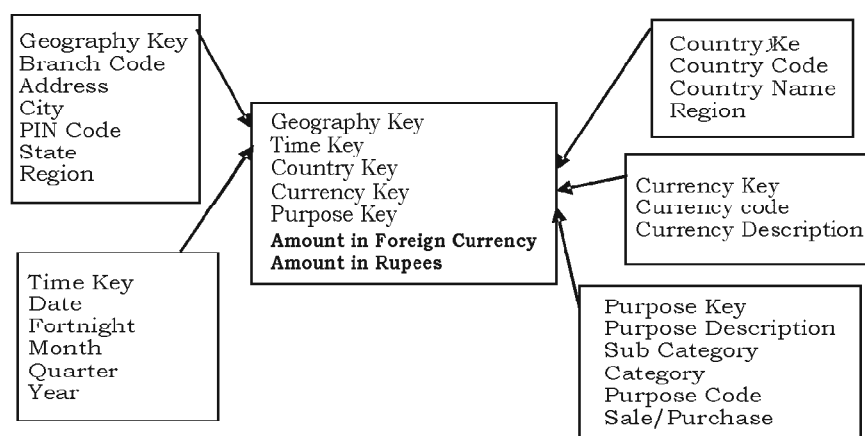 Geography Key
Branch Code
Address
City
PIN Code
State
Region
Geography Key
Time Key
Country Key
Currency Key
Purpose Key
Amount in Foreign Currency
Amount in Rupees
Country Key
Country Code
Country Name
Region
Currency Key
Currency code
Currency Description
Time Key
Date
Fortnight
Month
Quarter
Year
Purpose Key
Purpose Description
Sub Category
Category
Purpose Code
Sale/Purchase